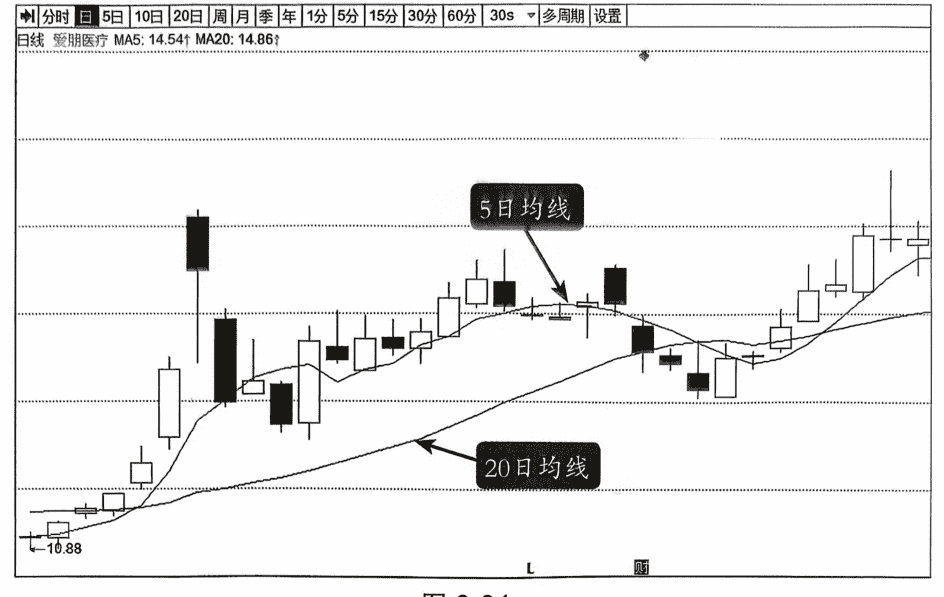 分时 日 5日 10日 20日 周 月 季 年 1分 5分 15分 30分 60分 30s 多周期 设置
日线 爱朋医疗 MA5: 14.54↑ MA20: 14.86↑
5日均线
20日均线
←10.88
L 财